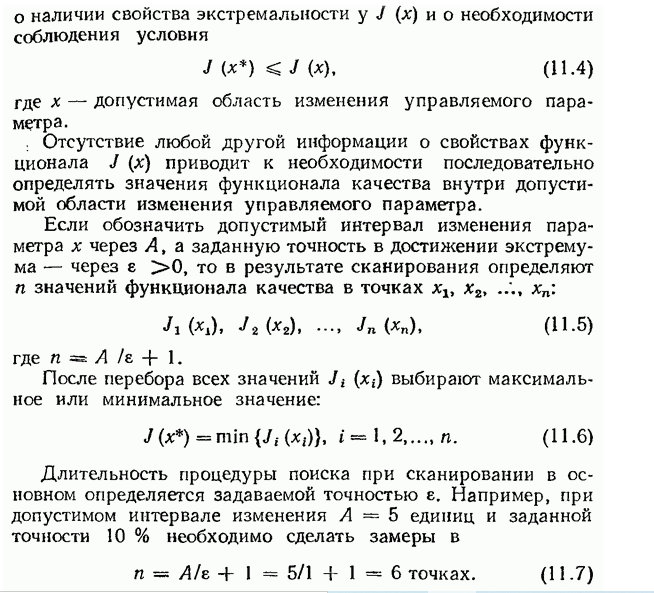 о наличии свойства экстремальности у J (x) и о необходимости
соблюдения условия
J (x*) ⩽ J (x), (11.4)
где x — допустимая область изменения управляемого пара-
метра.
Отсутствие любой другой информации о свойствах функ-
ционала J (x) приводит к необходимости последовательно
определять значения функционала качества внутри допусти-
мой области изменения управляемого параметра.
Если обозначить допустимый интервал изменения пара-
метра x через A, а заданную точность в достижении экстрему-
ма — через ε >0, то в результате сканирования определяют
n значений функционала качества в точках x₁, x₂, ..., xₙ:
J₁ (x₁), J₂ (x₂), ..., Jₙ (xₙ), (11.5)
где n = A /ε + 1.
После перебора всех значений Jᵢ (xᵢ) выбирают максималь-
ное или минимальное значение:
J (x*) = min {Jᵢ (xᵢ)}, i = 1, 2,..., n. (11.6)
Длительность процедуры поиска при сканировании в ос-
новном определяется задаваемой точностью ε. Например, при
допустимом интервале изменения A = 5 единиц и заданной
точности 10 % необходимо сделать замеры в
n = A/ε + 1 = 5/1 + 1 = 6 точках. (11.7)